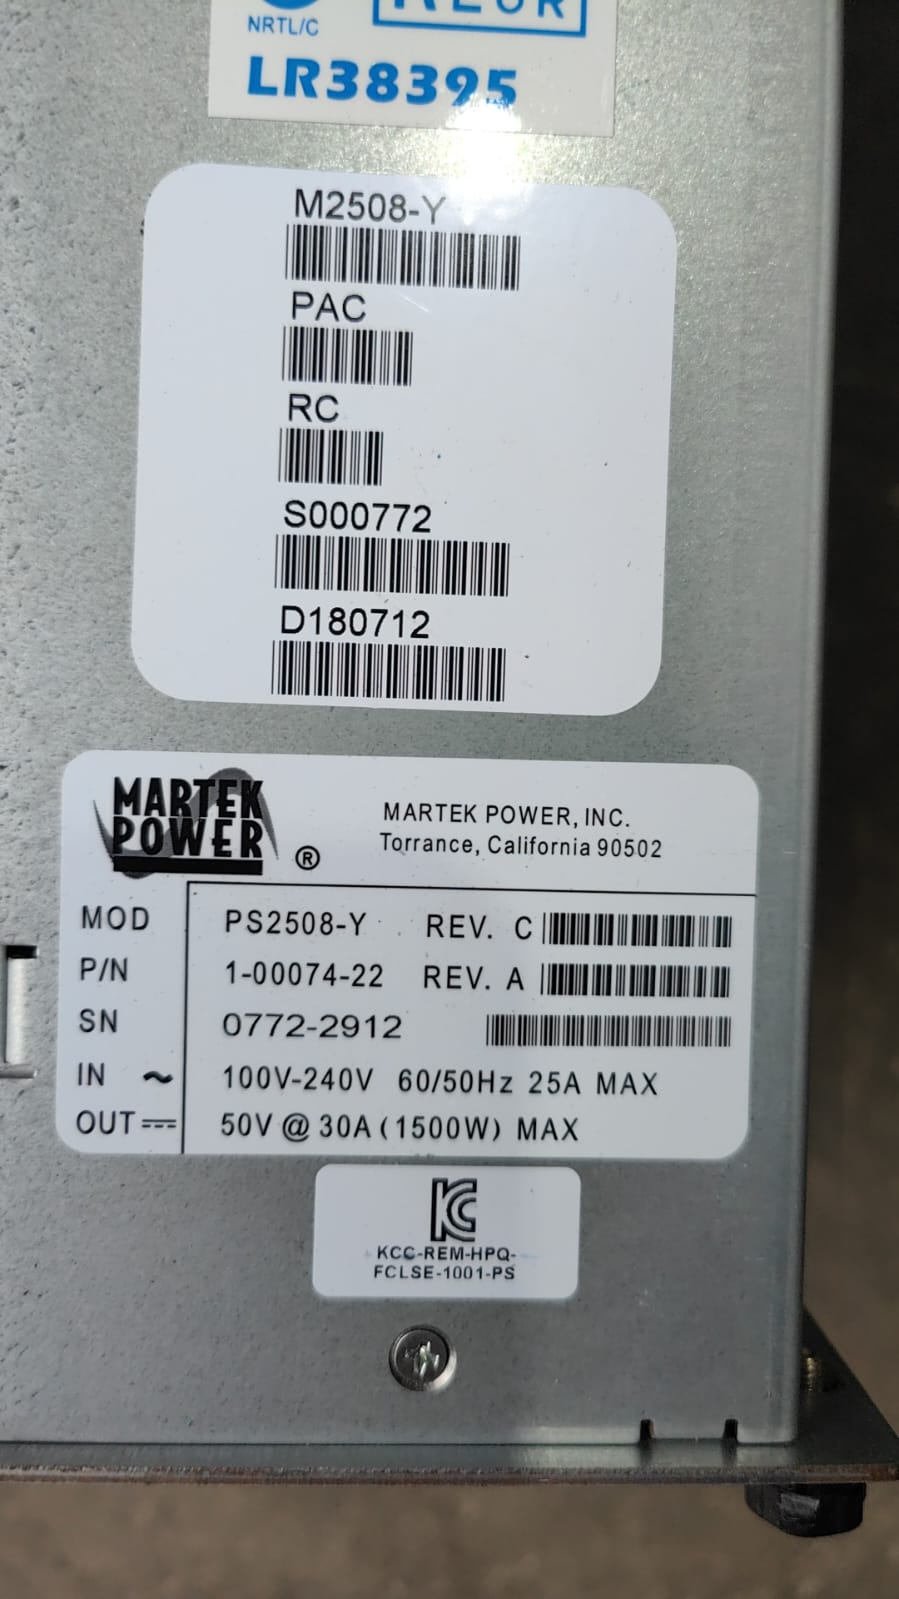 NRTL/C
LR38395
M2508-Y
PAC
RC
S000772
D180712
MARTEK
POWER
®
MARTEK POWER, INC.
Torrance, California 90502
MOD PS2508-Y REV. C
P/N 1-00074-22 REV. A
SN 0772-2912
IN ~ 100V-240V 60/50Hz 25A MAX
OUT ⎓ 50V @ 30A (1500W) MAX
KCC-REM-HPQ-
FCLSE-1001-PS